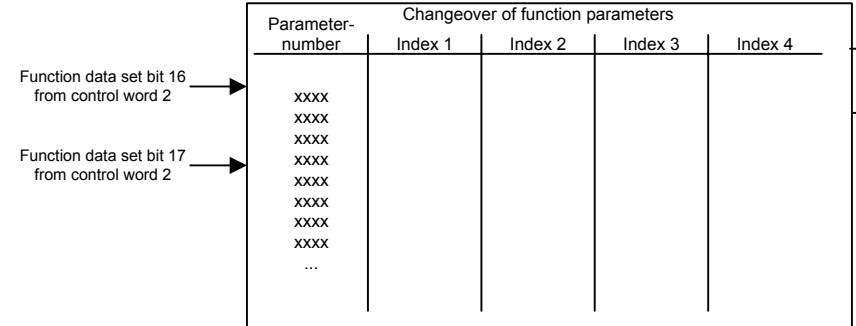 Changeover of function parameters
Parameter-
number
Index 1
Index 2
Index 3
Index 4
Function data set bit 16
from control word 2
xxxx
xxxx
xxxx
Function data set bit 17
from control word 2
xxxx
xxxx
xxxx
xxxx
xxxx
...